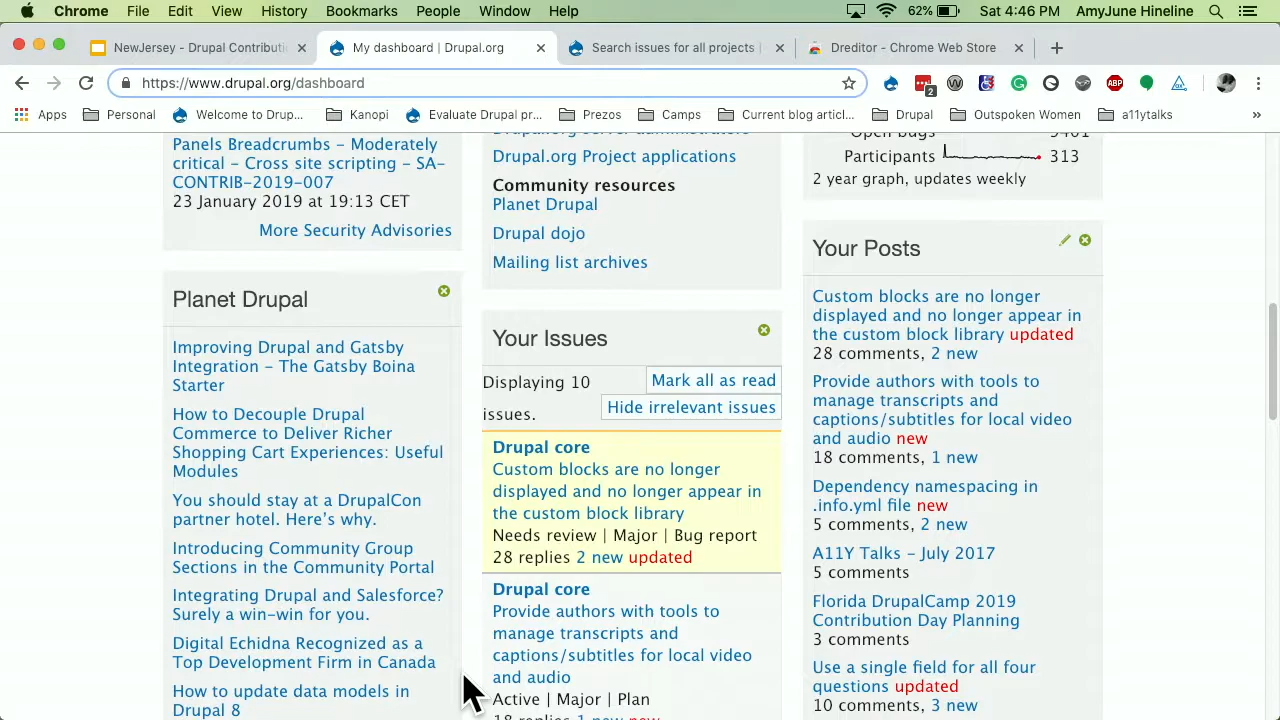 Chrome File Edit View History Bookmarks People Window Help 62% Sat 4:46 PM AmyJune Hineline
NewJersey - Drupal Contributi
My dashboard | Drupal.org
Search issues for all projects |
Dreditor - Chrome Web Store
https://www.drupal.org/dashboard
2
ABP
Apps Personal Welcome to Drup... Kanopi Evaluate Drupal pr... Prezos Camps Current blog articl... Drupal Outspoken Women a11ytalks »
Panels Breadcrumbs – Moderately
critical – Cross site scripting – SA-
CONTRIB-2019-007
23 January 2019 at 19:13 CET
More Security Advisories
Planet Drupal
Improving Drupal and Gatsby
Integration – The Gatsby Boina
Starter
How to Decouple Drupal
Commerce to Deliver Richer
Shopping Cart Experiences: Useful
Modules
You should stay at a DrupalCon
partner hotel. Here's why.
Introducing Community Group
Sections in the Community Portal
Integrating Drupal and Salesforce?
Surely a win-win for you.
Digital Echidna Recognized as a
Top Development Firm in Canada
How to update data models in
Drupal 8
Drupal.org server administrators
Drupal.org Project applications
Community resources
Planet Drupal
Drupal dojo
Mailing list archives
Your Issues
Displaying 10
issues.
Mark all as read
Hide irrelevant issues
Drupal core
Custom blocks are no longer
displayed and no longer appear in
the custom block library
Needs review | Major | Bug report
28 replies 2 new updated
Drupal core
Provide authors with tools to
manage transcripts and
captions/subtitles for local video
and audio
Active | Major | Plan
18 replies 1 new new
Open bugs
Participants 313
2 year graph, updates weekly
Your Posts
Custom blocks are no longer
displayed and no longer appear in
the custom block library updated
28 comments, 2 new
Provide authors with tools to
manage transcripts and
captions/subtitles for local video
and audio new
18 comments, 1 new
Dependency namespacing in
.info.yml file new
5 comments, 2 new
A11Y Talks – July 2017
5 comments
Florida DrupalCamp 2019
Contribution Day Planning
3 comments
Use a single field for all four
questions updated
10 comments, 3 new